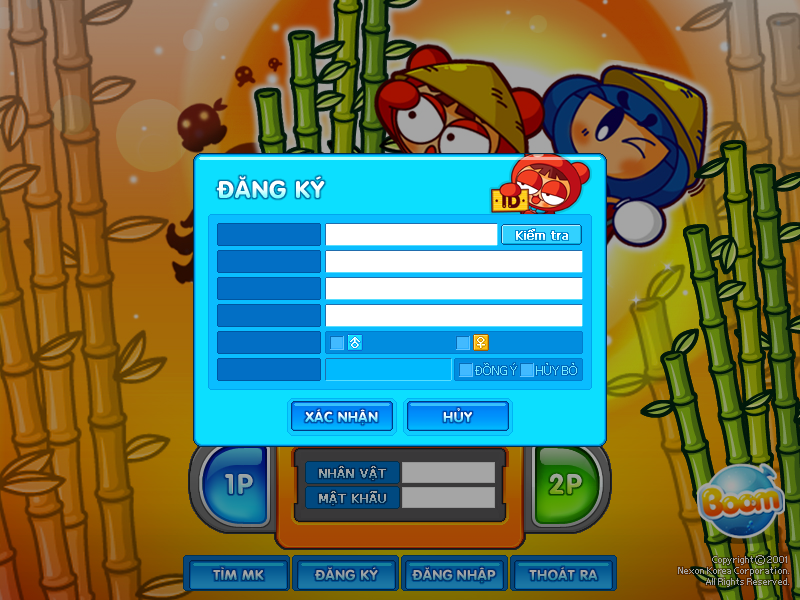 ĐĂNG KÝ
ID
Kiểm tra
ĐỒNG Ý HỦY BỎ
XÁC NHẬN HỦY
1P NHÂN VẬT 2P
MẬT KHẨU
Boom
Copyright ©2001
Nexon Korea Corporation.
All Rights Reserved.
TÌM MK ĐĂNG KÝ ĐĂNG NHẬP THOÁT RA